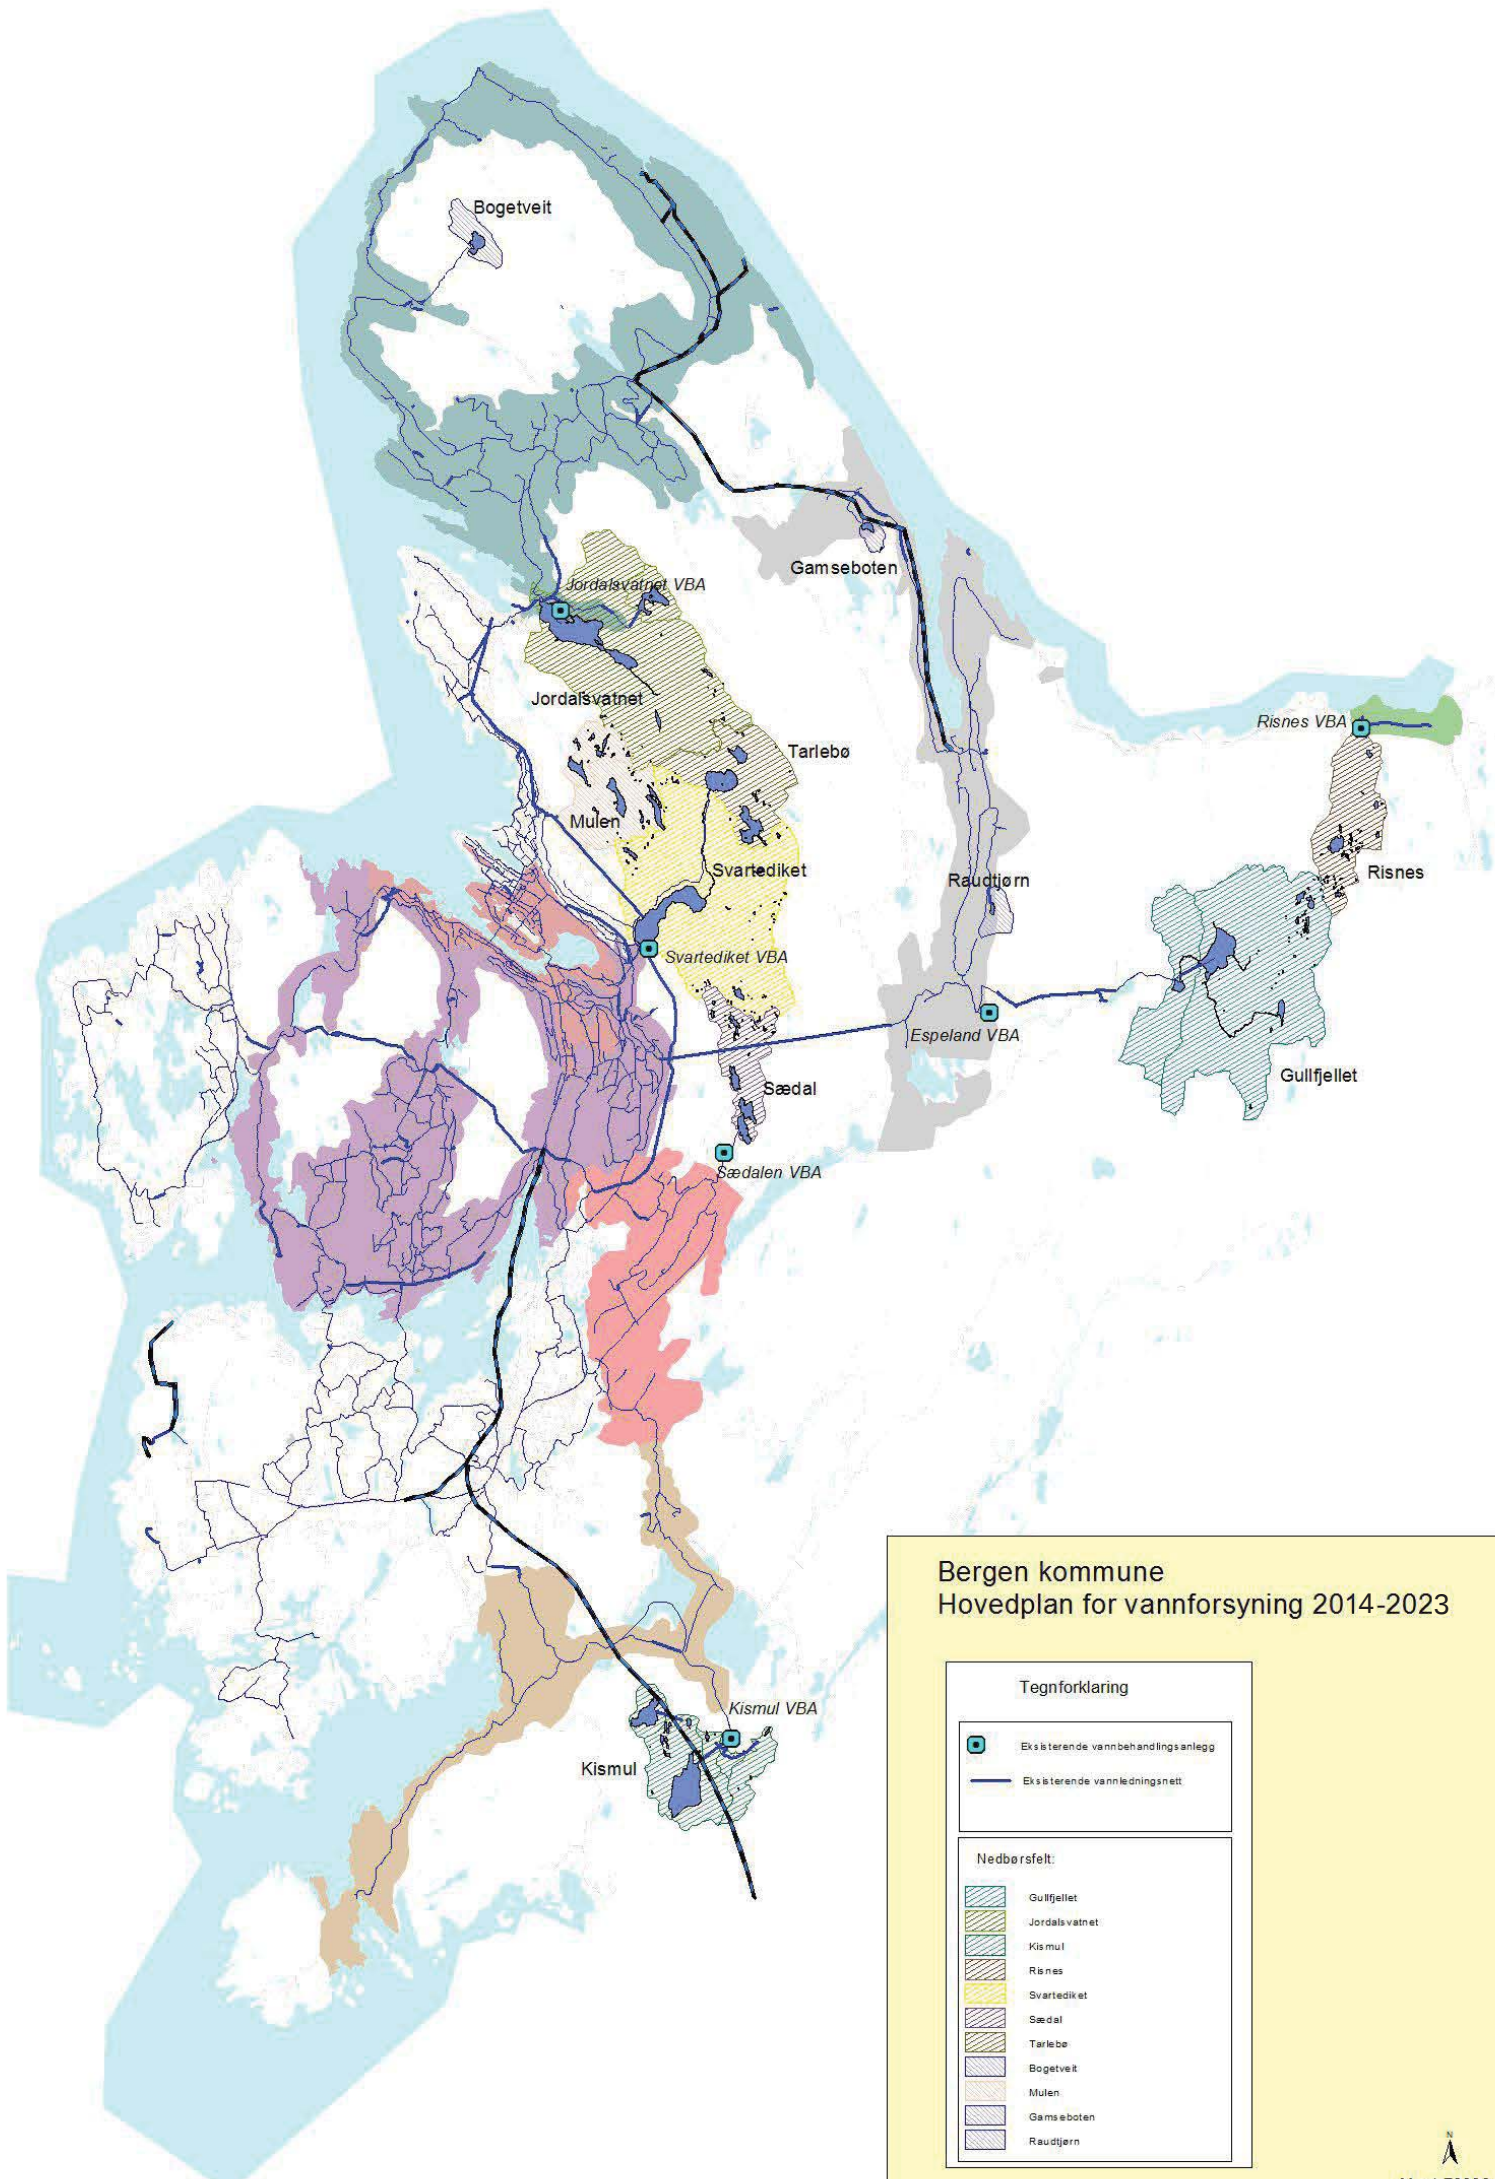 Bogetveit
Gamseboten
Jordalsvatnet VBA
Jordalsvatnet
Risnes VBA
Tarlebø
Mulen
Svartediket
Raudtjørn
Risnes
Svartediket VBA
Espeland VBA
Gullfjellet
Sædal
Sædalen VBA
Kismul VBA
Kismul
Bergen kommune
Hovedplan for vannforsyning 2014-2023
Tegnforklaring
Eksisterende vannbehandlingsanlegg
Eksisterende vannledningsnett
Nedbørsfelt:
Gullfjellet
Jordalsvatnet
Kismul
Risnes
Svartediket
Sædal
Tarlebø
Bogetveit
Mulen
Gamseboten
Raudtjørn
N